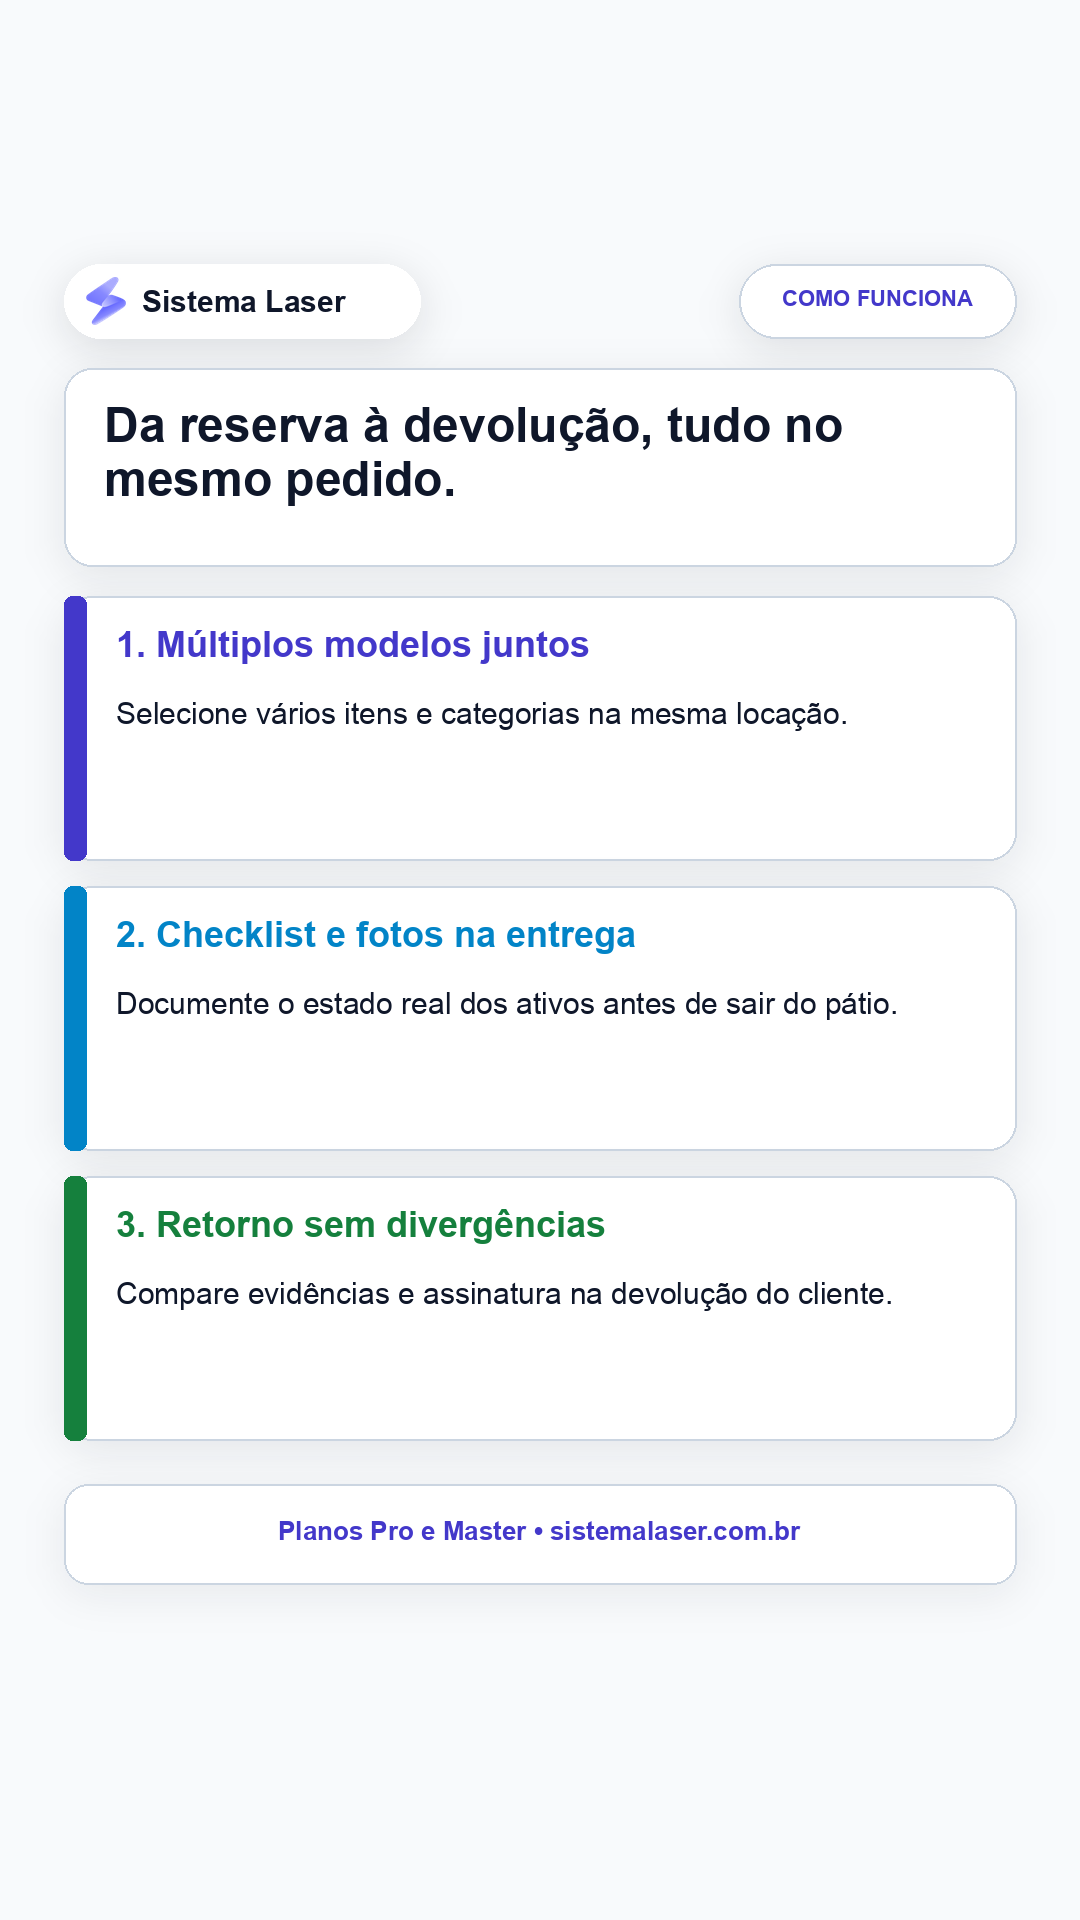 Sistema Laser
COMO FUNCIONA
Da reserva à devolução, tudo no
mesmo pedido.
1. Múltiplos modelos juntos
Selecione vários itens e categorias na mesma locação.
2. Checklist e fotos na entrega
Documente o estado real dos ativos antes de sair do pátio.
3. Retorno sem divergências
Compare evidências e assinatura na devolução do cliente.
Planos Pro e Master • sistemalaser.com.br